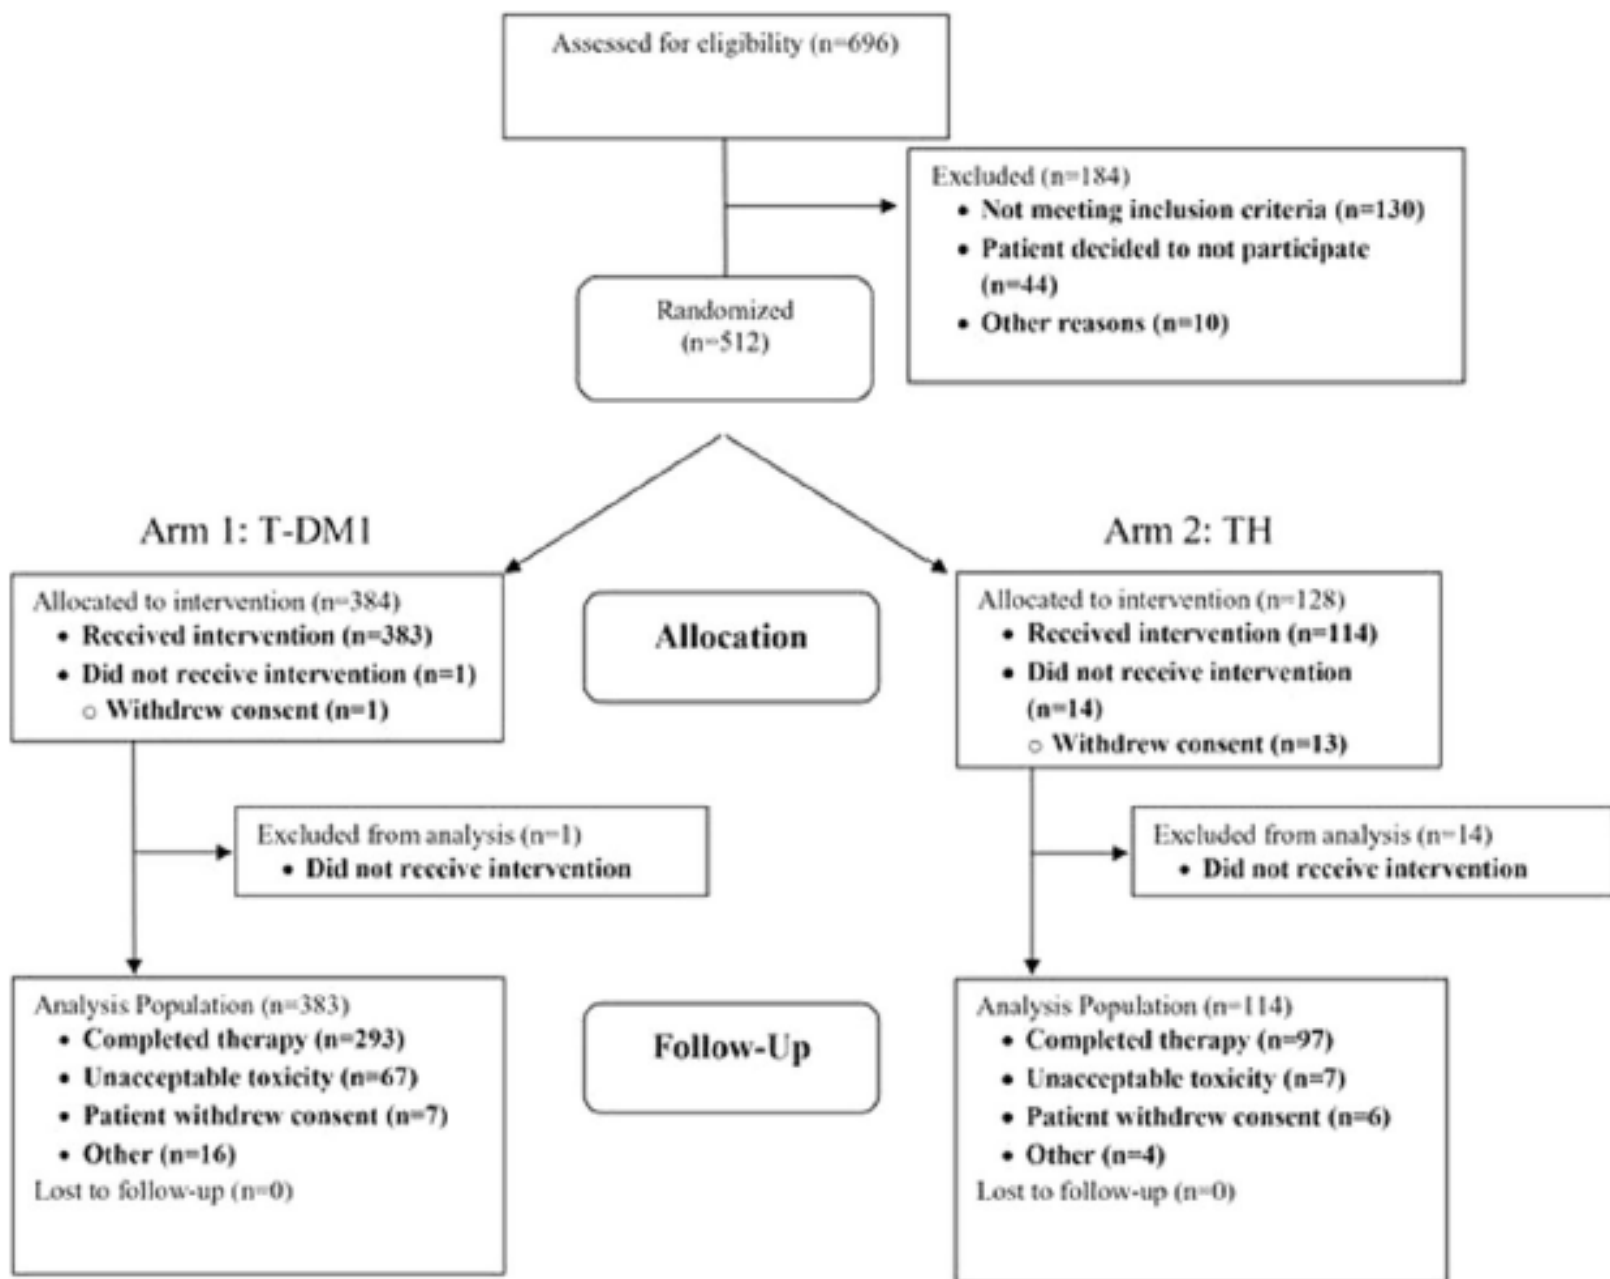 Assessed for eligibility (n=696)
Excluded (n=184)
• Not meeting inclusion criteria (n=130)
• Patient decided to not participate
(n=44)
• Other reasons (n=10)
Randomized
(n=512)
Arm 1: T-DM1
Arm 2: TH
Allocated to intervention (n=384)
• Received intervention (n=383)
• Did not receive intervention (n=1)
○ Withdrew consent (n=1)
Allocation
Allocated to intervention (n=128)
• Received intervention (n=114)
• Did not receive intervention
(n=14)
○ Withdrew consent (n=13)
Excluded from analysis (n=1)
• Did not receive intervention
Excluded from analysis (n=14)
• Did not receive intervention
Analysis Population (n=383)
• Completed therapy (n=293)
• Unacceptable toxicity (n=67)
• Patient withdrew consent (n=7)
• Other (n=16)
Lost to follow-up (n=0)
Follow-Up
Analysis Population (n=114)
• Completed therapy (n=97)
• Unacceptable toxicity (n=7)
• Patient withdrew consent (n=6)
• Other (n=4)
Lost to follow-up (n=0)